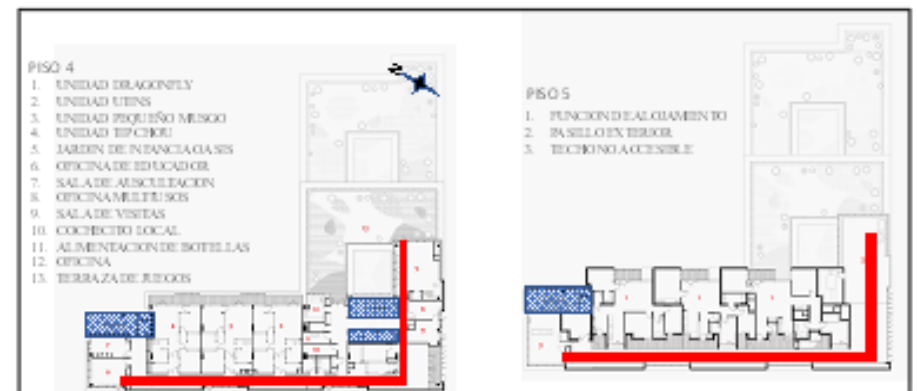 PISO 4
1. UNIDAD DRAGONFLY
2. UNIDAD UTENS
3. UNIDAD PEQUEÑO MUSGO
4. UNIDAD TIPCHOU
5. JARDIN DE INFANCIA OASES
6. OFICINA DE EDUCADOR
7. SALA DE AUSCULTACION
8. OFICINA MULTIUSOS
9. SALA DE VISITAS
10. COCHECITO LOCAL
11. ALIMENTACION DE BOTELLAS
12. OFICINA
13. TERRAZA DE JUEGOS
PISO 5
1. FUNCION DE ALOJAMIENTO
2. PASILLO EXTERIOR
3. TECHO NO ACCESIBLE